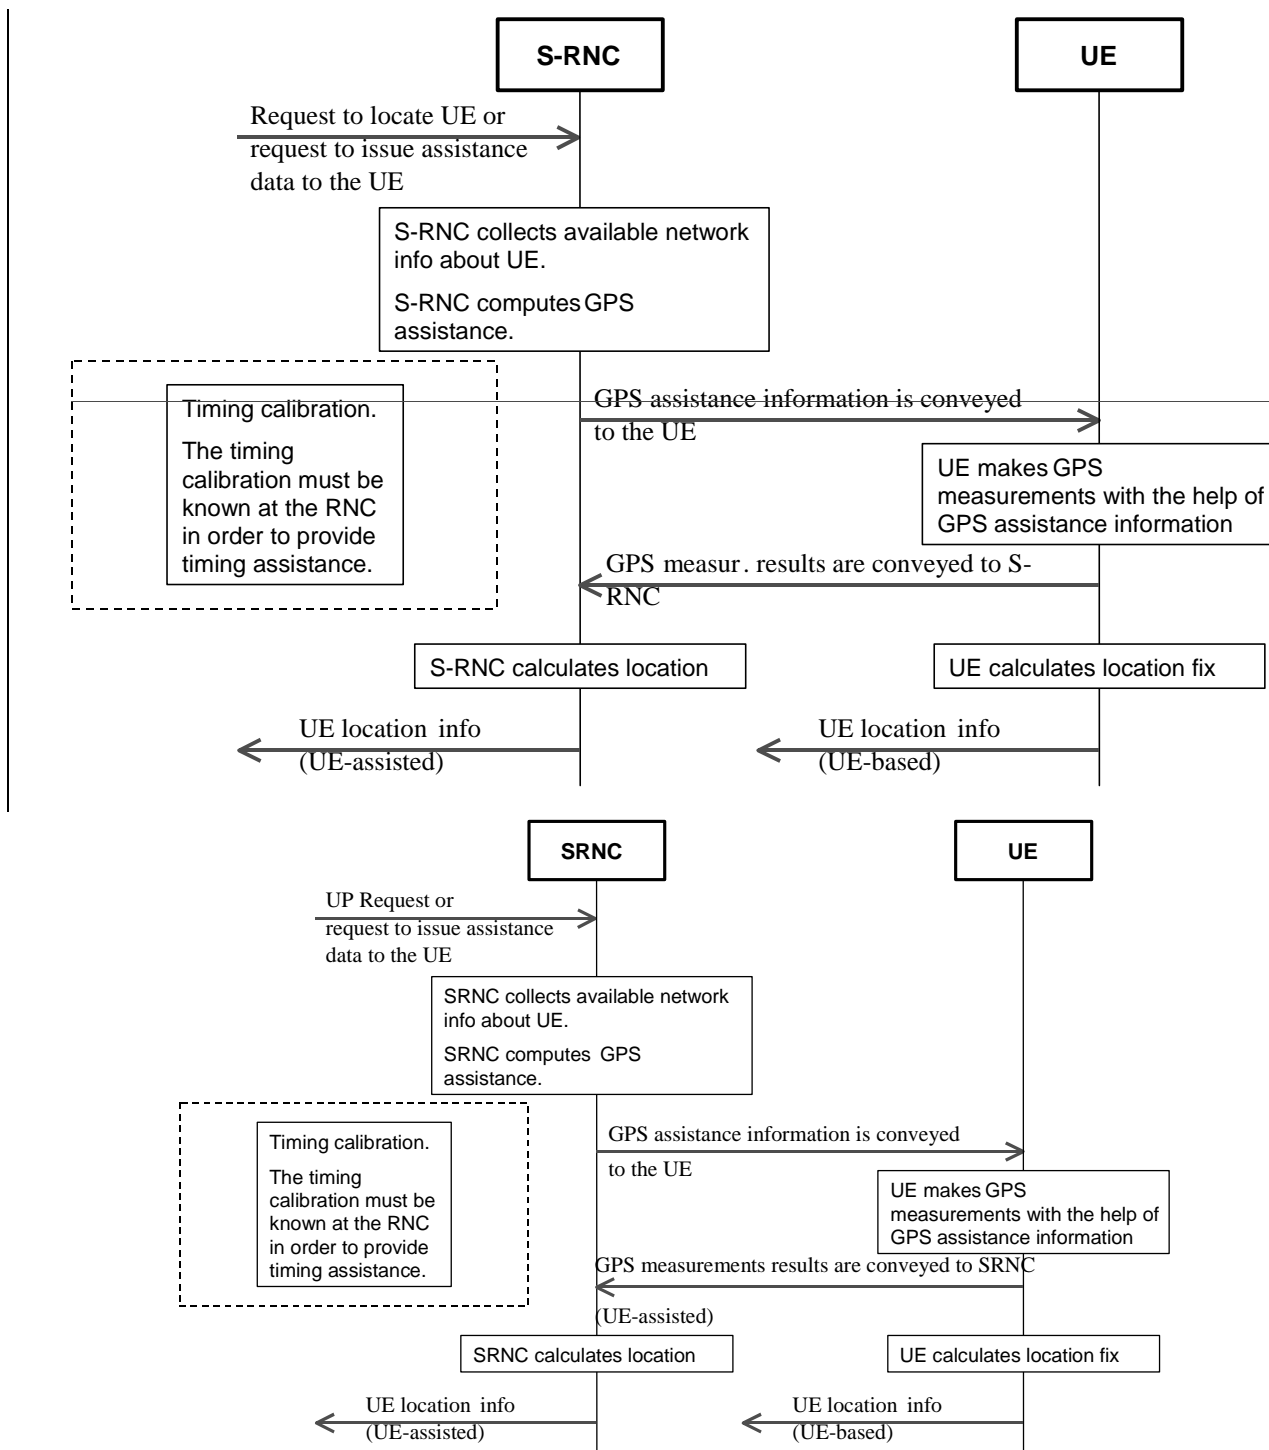 S-RNC
UE
Request to locate UE or
request to issue assistance
data to the UE
S-RNC collects available network
info about UE.
S-RNC computes GPS
assistance.
Timing calibration.
The timing
calibration must be
known at the RNC
in order to provide
timing assistance.
GPS assistance information is conveyed
to the UE
UE makes GPS
measurements with the help of
GPS assistance information
GPS measur. results are conveyed to S-
RNC
S-RNC calculates location
UE calculates location fix
UE location info
(UE-assisted)
UE location info
(UE-based)
SRNC
UE
UP Request or
request to issue assistance
data to the UE
SRNC collects available network
info about UE.
SRNC computes GPS
assistance.
Timing calibration.
The timing
calibration must be
known at the RNC
in order to provide
timing assistance.
GPS assistance information is conveyed
to the UE
UE makes GPS
measurements with the help of
GPS assistance information
GPS measurements results are conveyed to SRNC
(UE-assisted)
SRNC calculates location
UE calculates location fix
UE location info
(UE-assisted)
UE location info
(UE-based)